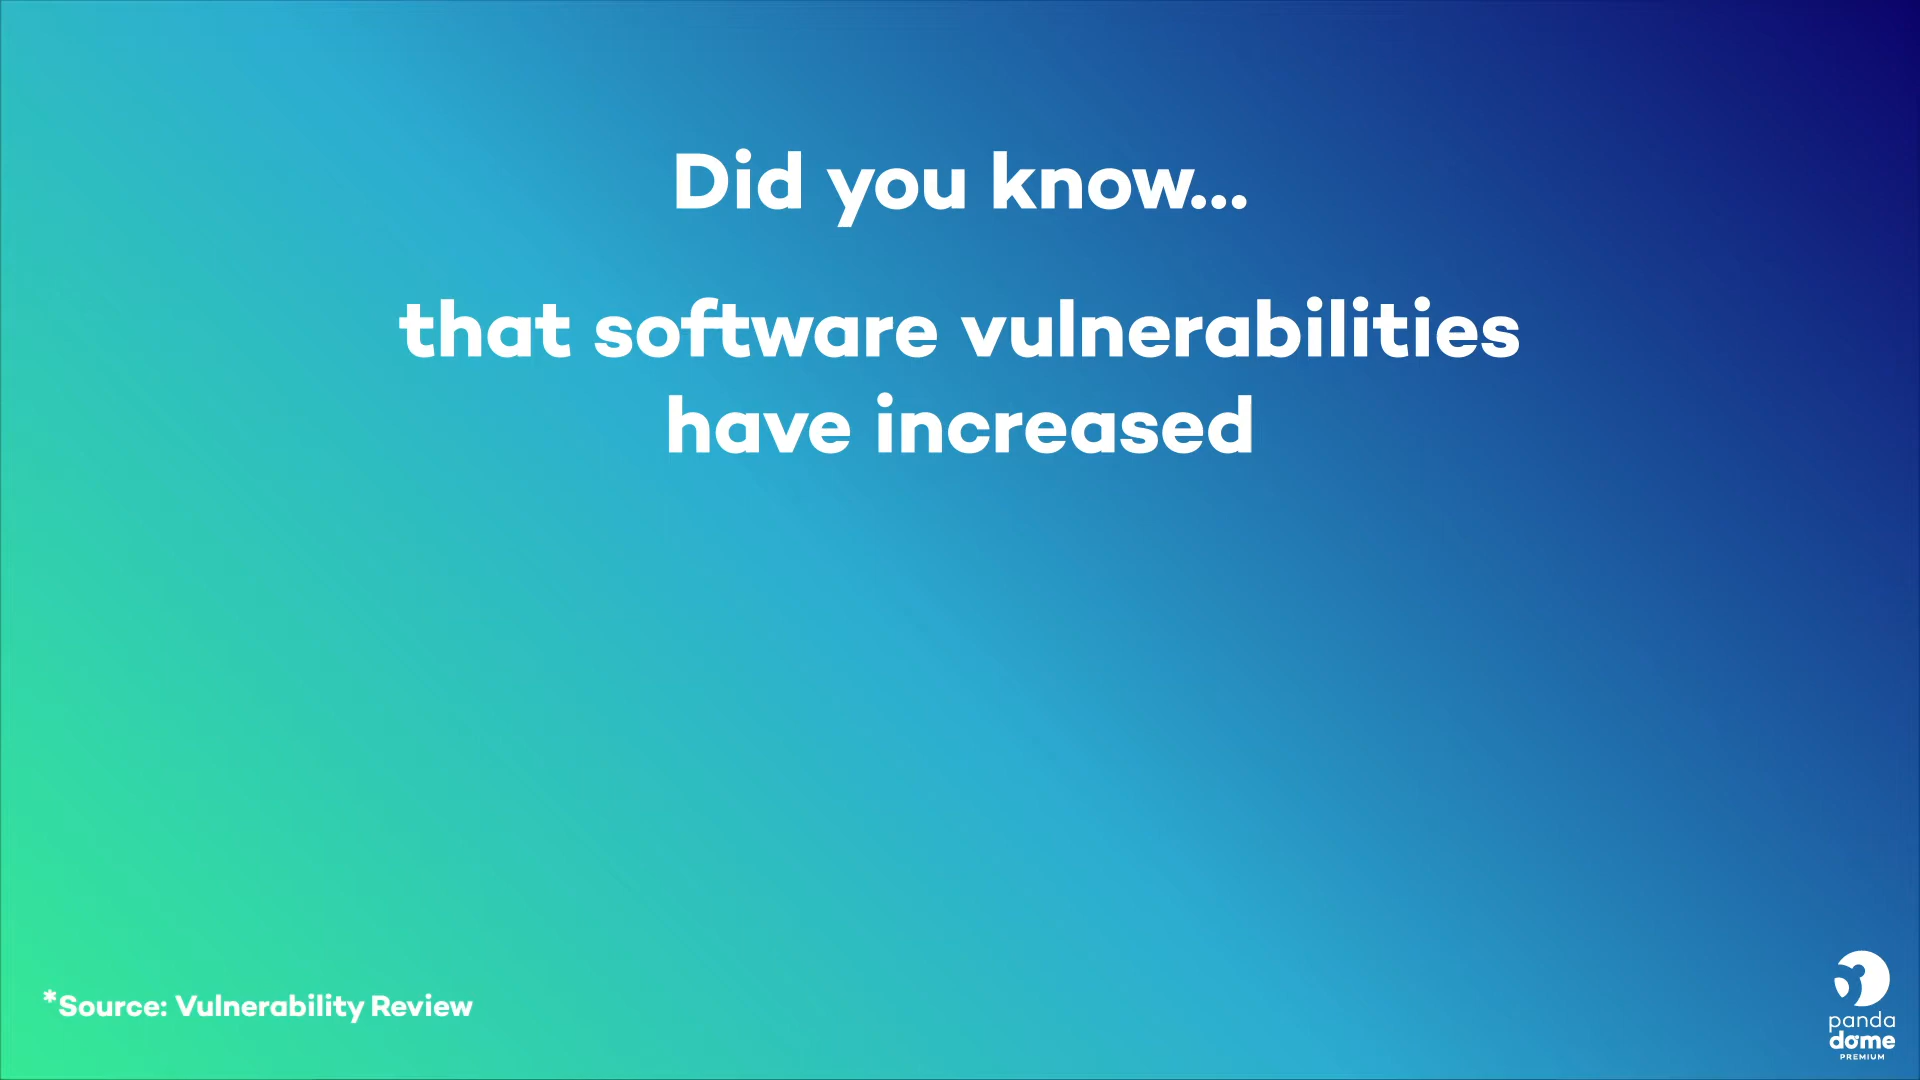 Did you know...
that software vulnerabilities
have increased
*Source: Vulnerability Review
panda
dome
PREMIUM